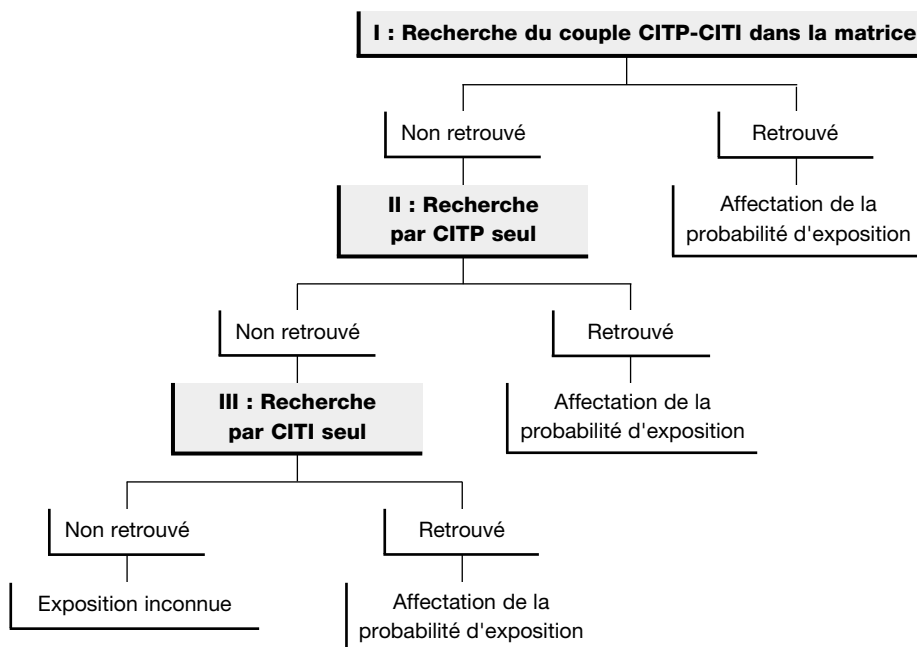 I : Recherche du couple CITP-CITI dans la matrice
Non retrouvé
Retrouvé
II : Recherche
par CITP seul
Affectation de la
probabilité d'exposition
Non retrouvé
Retrouvé
III : Recherche
par CITI seul
Affectation de la
probabilité d'exposition
Non retrouvé
Retrouvé
Exposition inconnue
Affectation de la
probabilité d'exposition